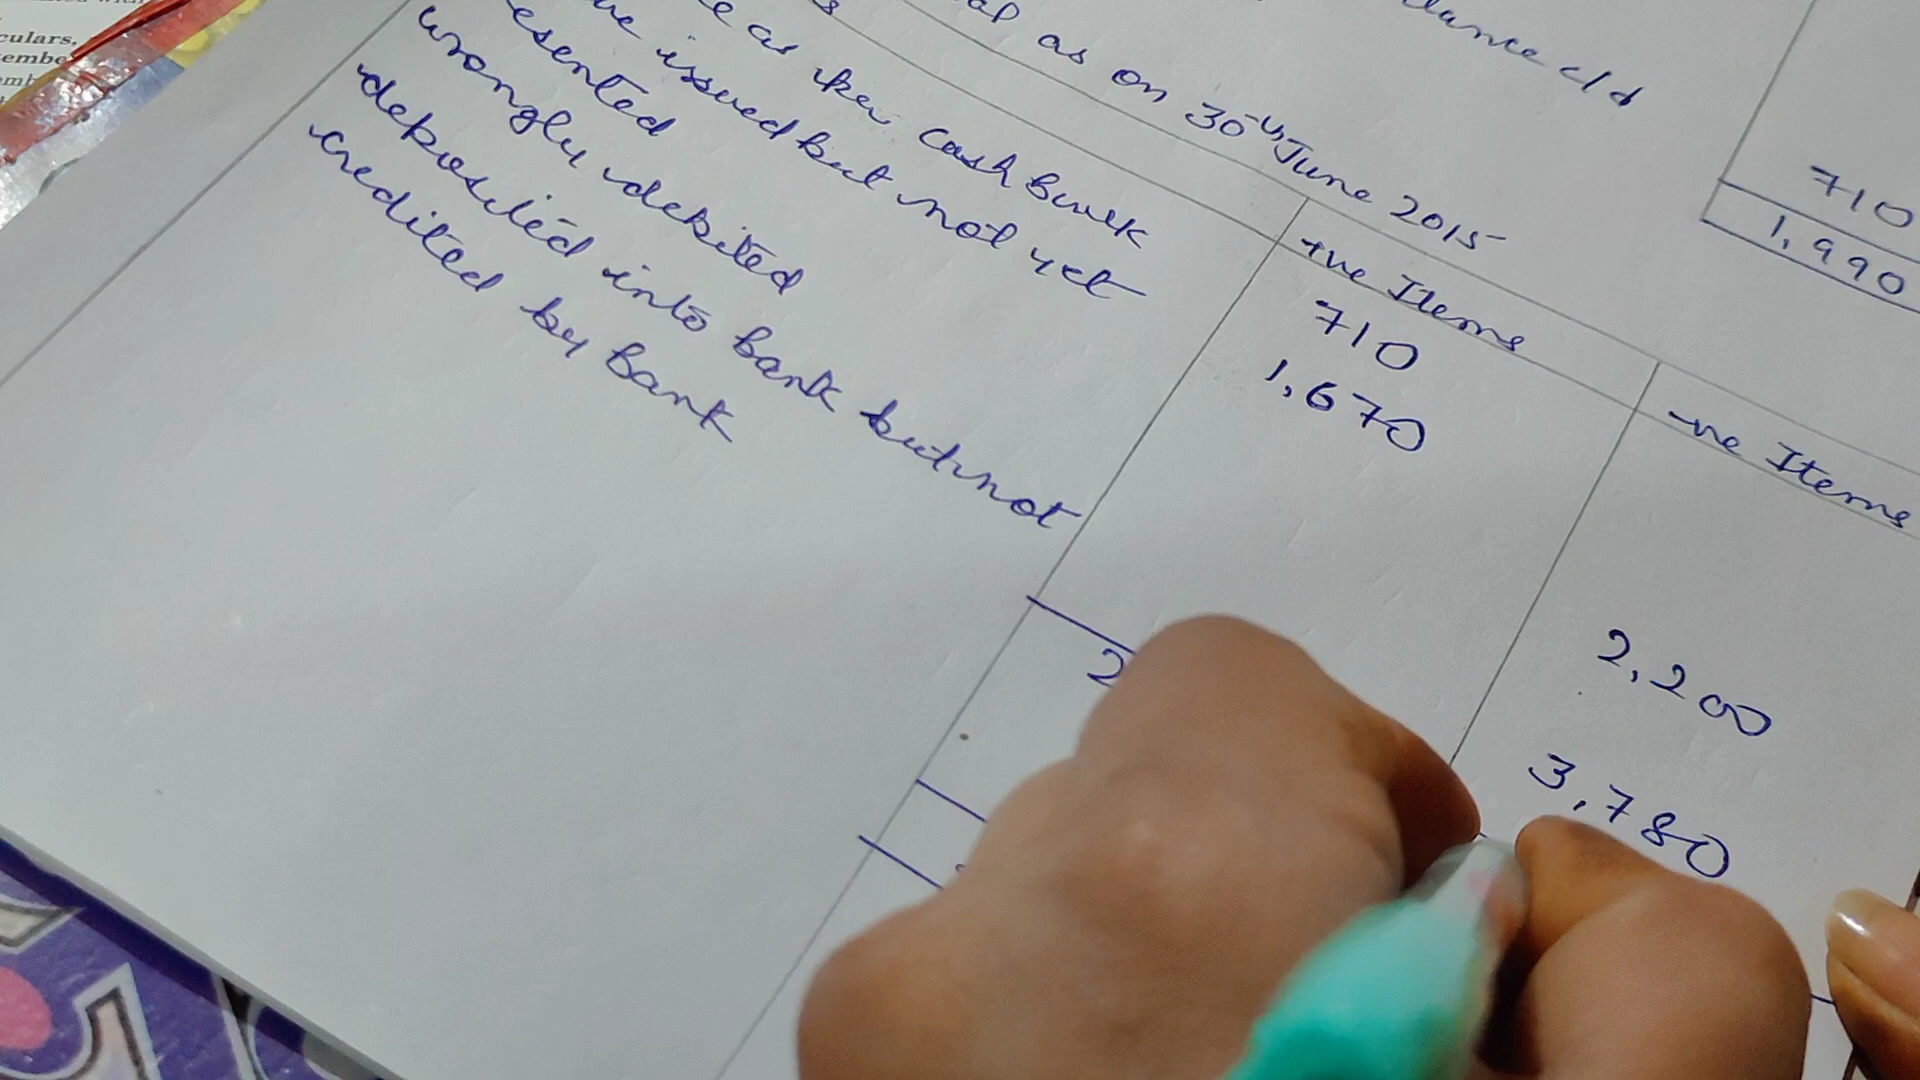 culars,
as on 30th June 2015
c/d
710
1,990
+ve Items
-ve Items
as per Cash Book
710
issued but not yet
esented
1,670
wrongly debited
2,200
deposited into bank but not
credited by Bank
3,780
2